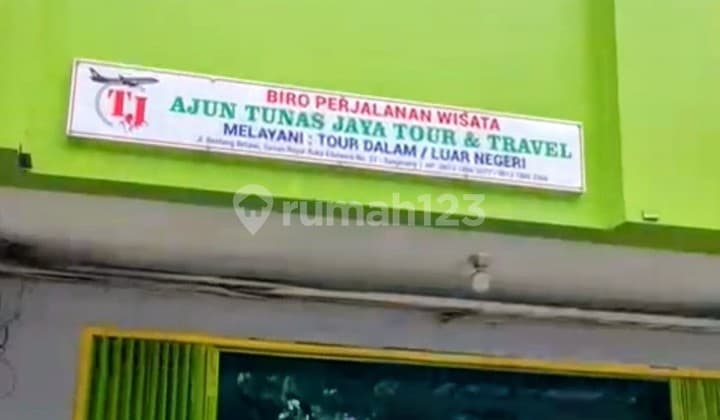 TJ
BIRO PERJALANAN WISATA
AJUN TUNAS JAYA TOUR & TRAVEL
MELAYANI : TOUR DALAM / LUAR NEGERI
rumah123